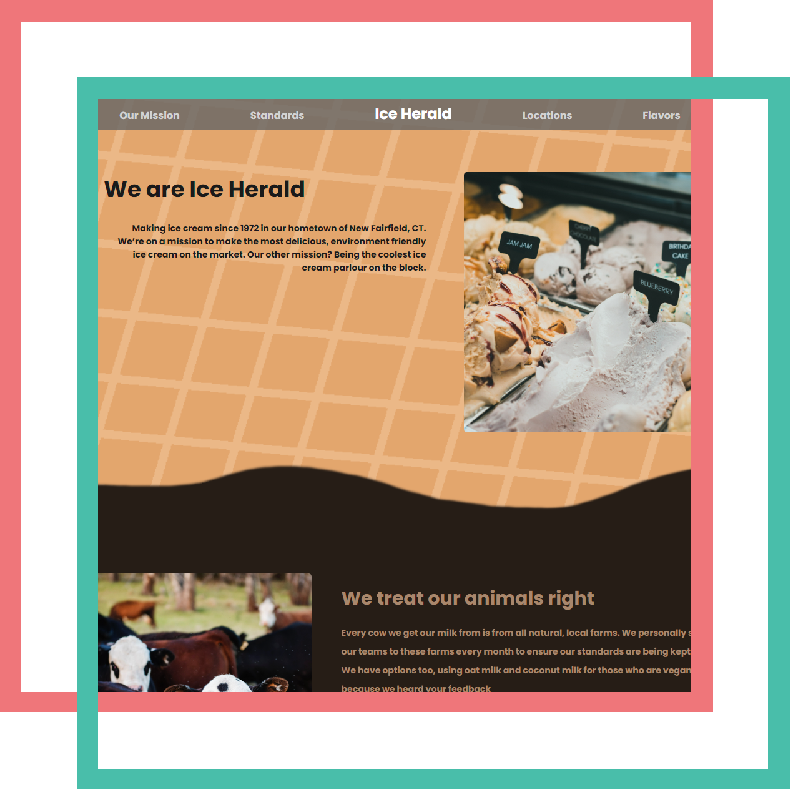 Our Mission Standards Ice Herald Locations Flavors
We are Ice Herald
Making ice cream since 1972 in our hometown of New Fairfield, CT.
We're on a mission to make the most delicious, environment friendly
ice cream on the market. Our other mission? Being the coolest ice
cream parlour on the block.
JAM JAM
BIRTHDA
CAKE
BLUEBERRY
We treat our animals right
Every cow we get our milk from is from all natural, local farms. We personally s
our teams to these farms every month to ensure our standards are being kept
We have options too, using oat milk and coconut milk for those who are vegan
because we heard your feedback